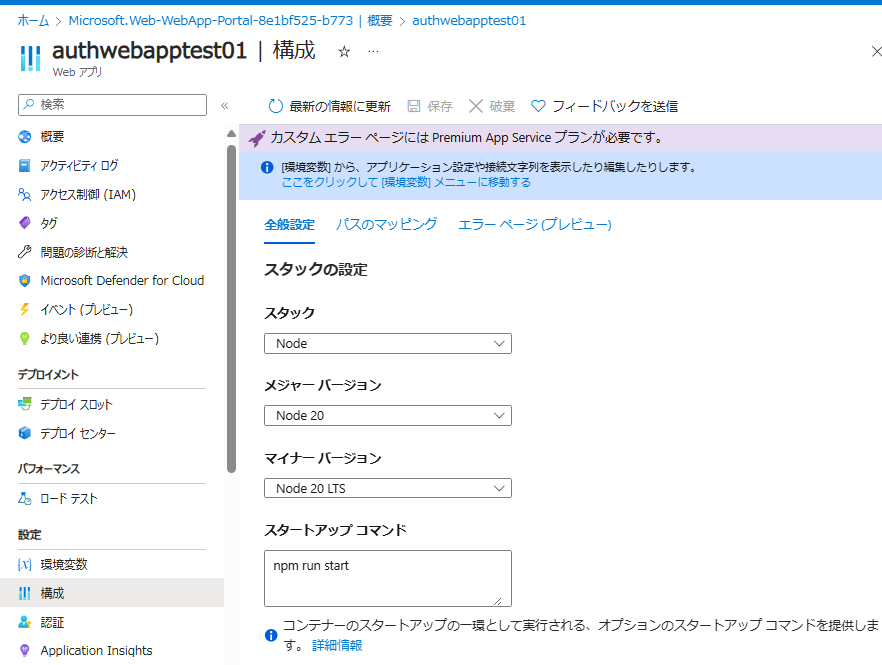 ホーム > Microsoft.Web-WebApp-Portal-8e1bf525-b773 | 概要 > authwebapptest01
authwebapptest01 | 構成
Web アプリ
検索
概要
アクティビティ ログ
アクセス制御 (IAM)
タグ
問題の診断と解決
Microsoft Defender for Cloud
イベント (プレビュー)
より良い連携 (プレビュー)
デプロイメント
デプロイ スロット
デプロイ センター
パフォーマンス
ロード テスト
設定
環境変数
構成
認証
Application Insights
最新の情報に更新 保存 破棄 フィードバックを送信
カスタム エラー ページには Premium App Service プランが必要です。
[環境変数] から、アプリケーション設定や接続文字列を表示したり編集したりします。
ここをクリックして [環境変数] メニューに移動する
全般設定 パスのマッピング エラー ページ (プレビュー)
スタックの設定
スタック
Node
メジャー バージョン
Node 20
マイナー バージョン
Node 20 LTS
スタートアップ コマンド
npm run start
コンテナーのスタートアップの一環として実行される、オプションのスタートアップ コマンドを提供しま
す。 詳細情報